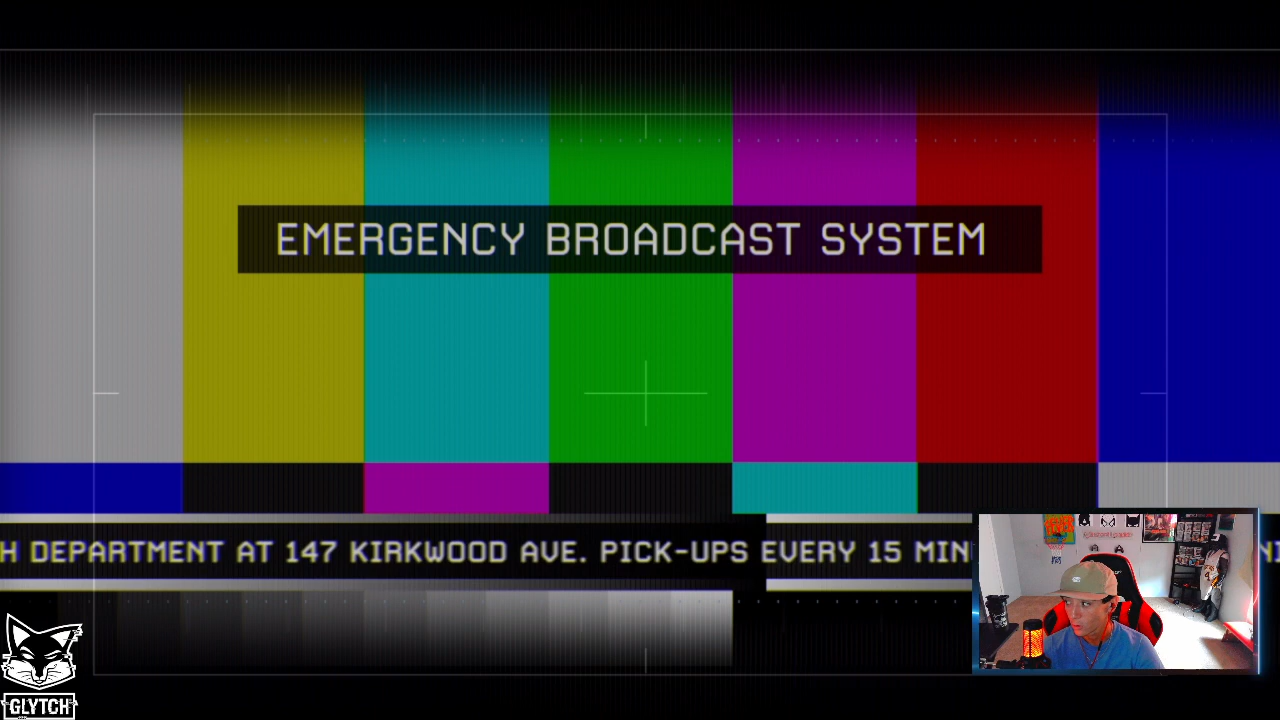 EMERGENCY BROADCAST SYSTEM
H DEPARTMENT AT 147 KIRKWOOD AVE. PICK-UPS EVERY 15 MIN
GLYTCH